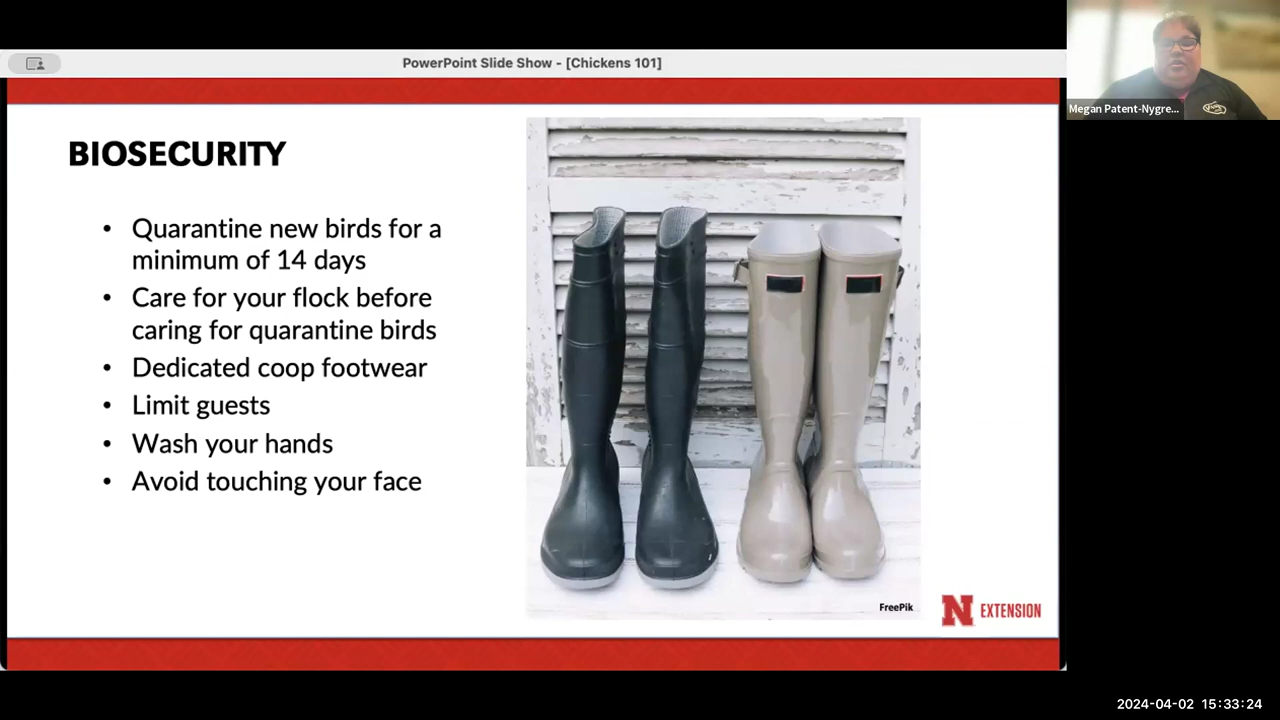 PowerPoint Slide Show - [Chickens 101]
Megan Patent-Nygre...
BIOSECURITY
• Quarantine new birds for a
minimum of 14 days
• Care for your flock before
caring for quarantine birds
• Dedicated coop footwear
• Limit guests
• Wash your hands
• Avoid touching your face
FreePik
N EXTENSION
2024-04-02 15:33:24